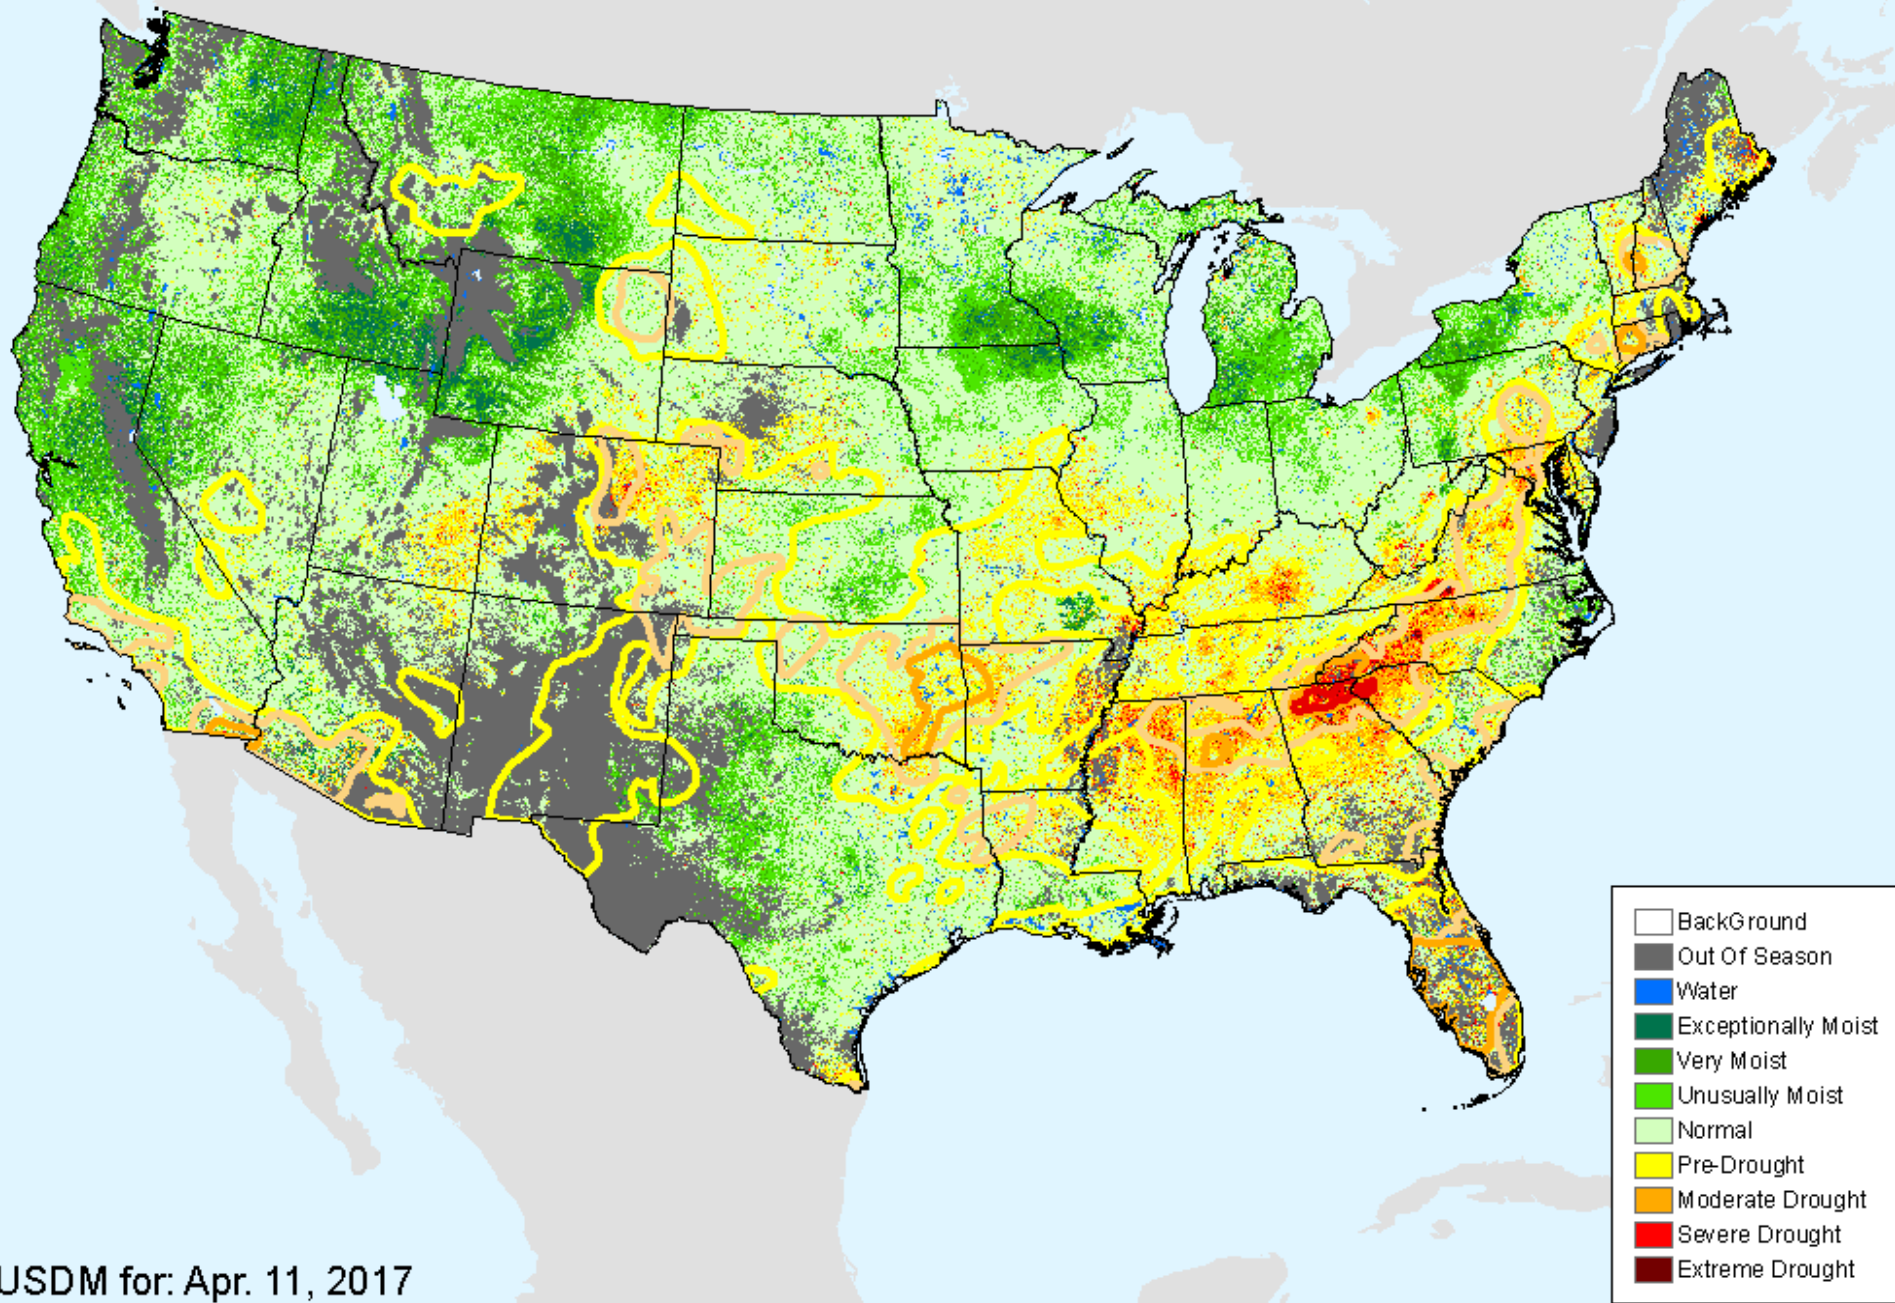 BackGround
Out Of Season
Water
Exceptionally Moist
Very Moist
Unusually Moist
Normal
Pre-Drought
Moderate Drought
Severe Drought
Extreme Drought
USDM for: Apr. 11, 2017